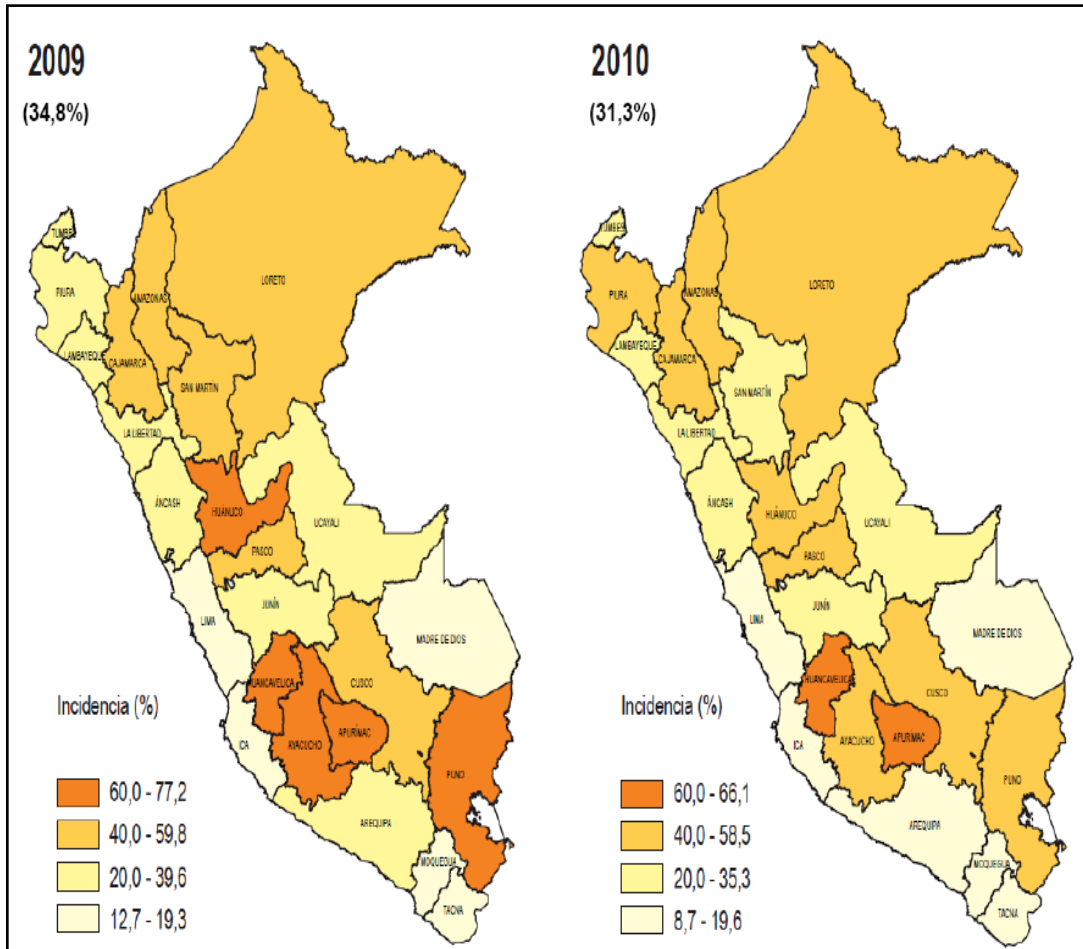 2009
(34,8%)
TUMBES
PIURA
LAMBAYEQUE
CAJAMARCA
AMAZONAS
LORETO
SAN MARTÍN
LA LIBERTAD
ÁNCASH
HUÁNUCO
UCAYALI
PASCO
LIMA
JUNÍN
MADRE DE DIOS
HUANCAVELICA
CUSCO
ICA
AYACUCHO
APURÍMAC
PUNO
AREQUIPA
MOQUEGUA
TACNA
Incidencia (%)
60,0 - 77,2
40,0 - 59,8
20,0 - 39,6
12,7 - 19,3
2010
(31,3%)
TUMBES
PIURA
LAMBAYEQUE
CAJAMARCA
AMAZONAS
LORETO
SAN MARTÍN
LA LIBERTAD
ÁNCASH
HUÁNUCO
UCAYALI
PASCO
LIMA
JUNÍN
MADRE DE DIOS
HUANCAVELICA
CUSCO
ICA
AYACUCHO
APURÍMAC
PUNO
AREQUIPA
MOQUEGUA
TACNA
Incidencia (%)
60,0 - 66,1
40,0 - 58,5
20,0 - 35,3
8,7 - 19,6